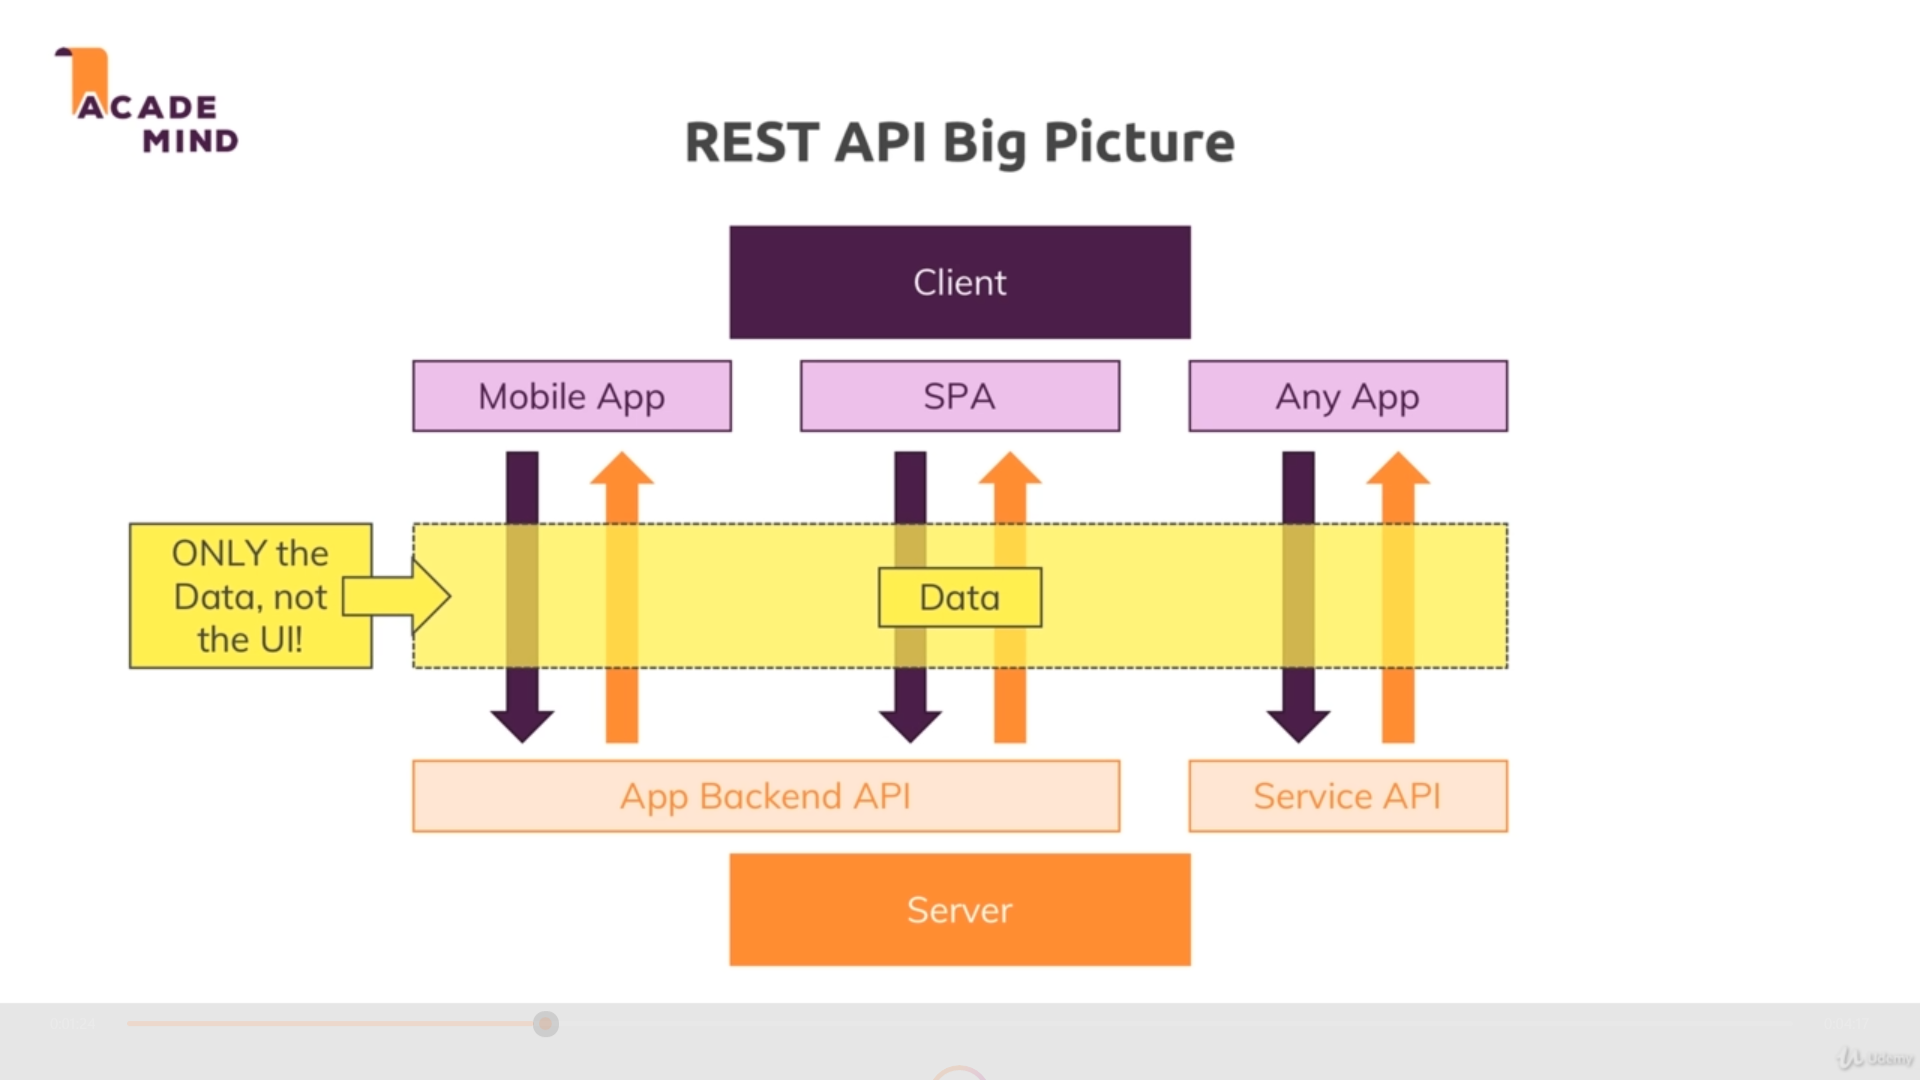 ACADE
MIND
REST API Big Picture
Client
Mobile App
SPA
Any App
ONLY the
Data, not
the UI!
Data
App Backend API
Service API
Server
Udemy